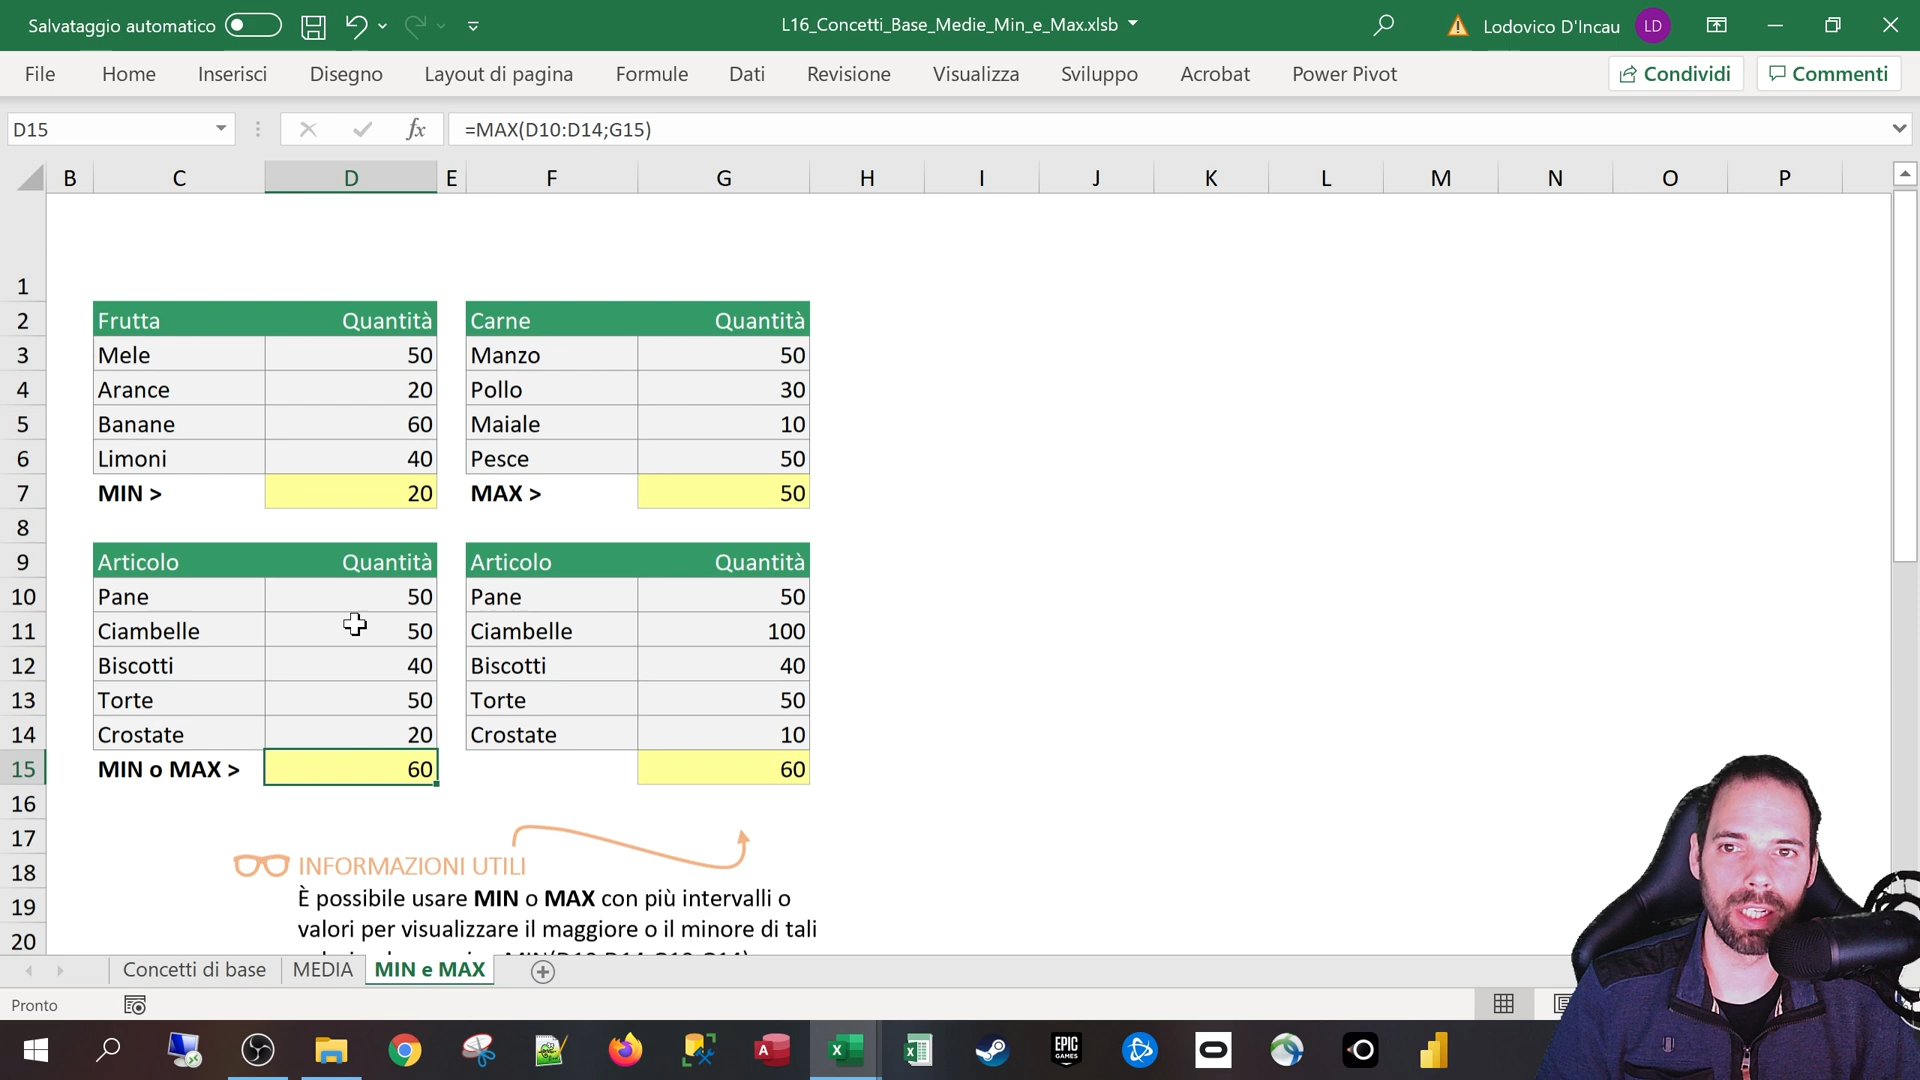 Salvataggio automatico
L16_Concetti_Base_Medie_Min_e_Max.xlsb
Lodovico D'Incau
LD
File Home Inserisci Disegno Layout di pagina Formule Dati Revisione Visualizza Sviluppo Acrobat Power Pivot
Condividi
Commenti
D15
fx
=MAX(D10:D14;G15)
B C D E F G H I J K L M N O P
1
2 Frutta Quantità Carne Quantità
3 Mele 50 Manzo 50
4 Arance 20 Pollo 30
5 Banane 60 Maiale 10
6 Limoni 40 Pesce 50
7 MIN > 20 MAX > 50
8
9 Articolo Quantità Articolo Quantità
10 Pane 50 Pane 50
11 Ciambelle 50 Ciambelle 100
12 Biscotti 40 Biscotti 40
13 Torte 50 Torte 50
14 Crostate 20 Crostate 10
15 MIN o MAX > 60 60
16
17
18 INFORMAZIONI UTILI
19 È possibile usare MIN o MAX con più intervalli o
20 valori per visualizzare il maggiore o il minore di tali
Concetti di base MEDIA MIN e MAX
Pronto
EPIC
GAMES